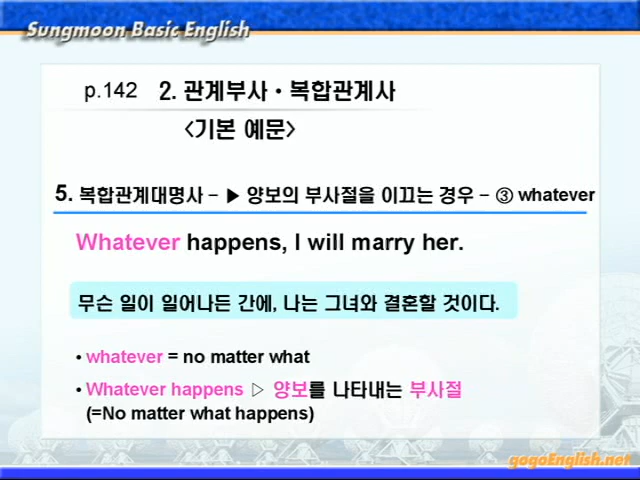 Sungmoon Basic English
p.142 2. 관계부사 • 복합관계사
<기본 예문>
5. 복합관계대명사 – ▶ 양보의 부사절을 이끄는 경우 – ③ whatever
Whatever happens, I will marry her.
무슨 일이 일어나든 간에, 나는 그녀와 결혼할 것이다.
• whatever = no matter what
• Whatever happens ▷ 양보를 나타내는 부사절
(=No matter what happens)
gogoEnglish.net